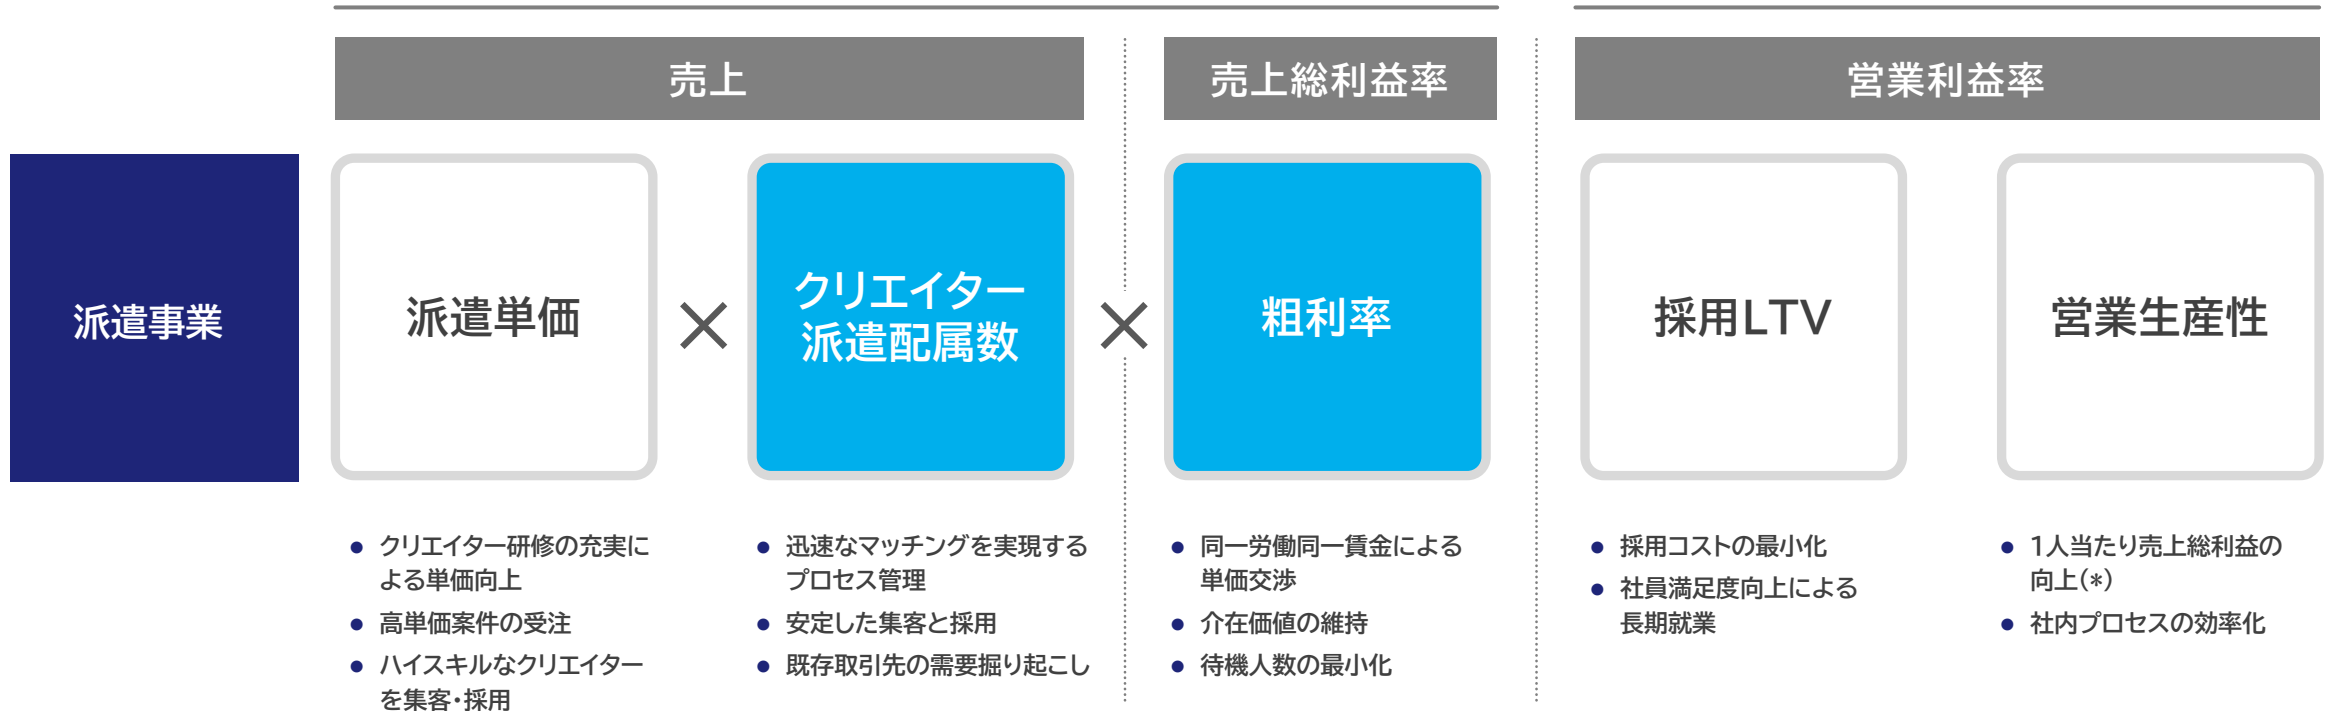 売上
売上総利益率
営業利益率
派遣事業
派遣単価
×
クリエイター
派遣配属数
×
粗利率
採用LTV
営業生産性
● クリエイター研修の充実に
よる単価向上
● 高単価案件の受注
● ハイスキルなクリエイター
を集客・採用
● 迅速なマッチングを実現する
プロセス管理
● 安定した集客と採用
● 既存取引先の需要掘り起こし
● 同一労働同一賃金による
単価交渉
● 介在価値の維持
● 待機人数の最小化
● 採用コストの最小化
● 社員満足度向上による
長期就業
● 1人当たり売上総利益の
向上(*)
● 社内プロセスの効率化